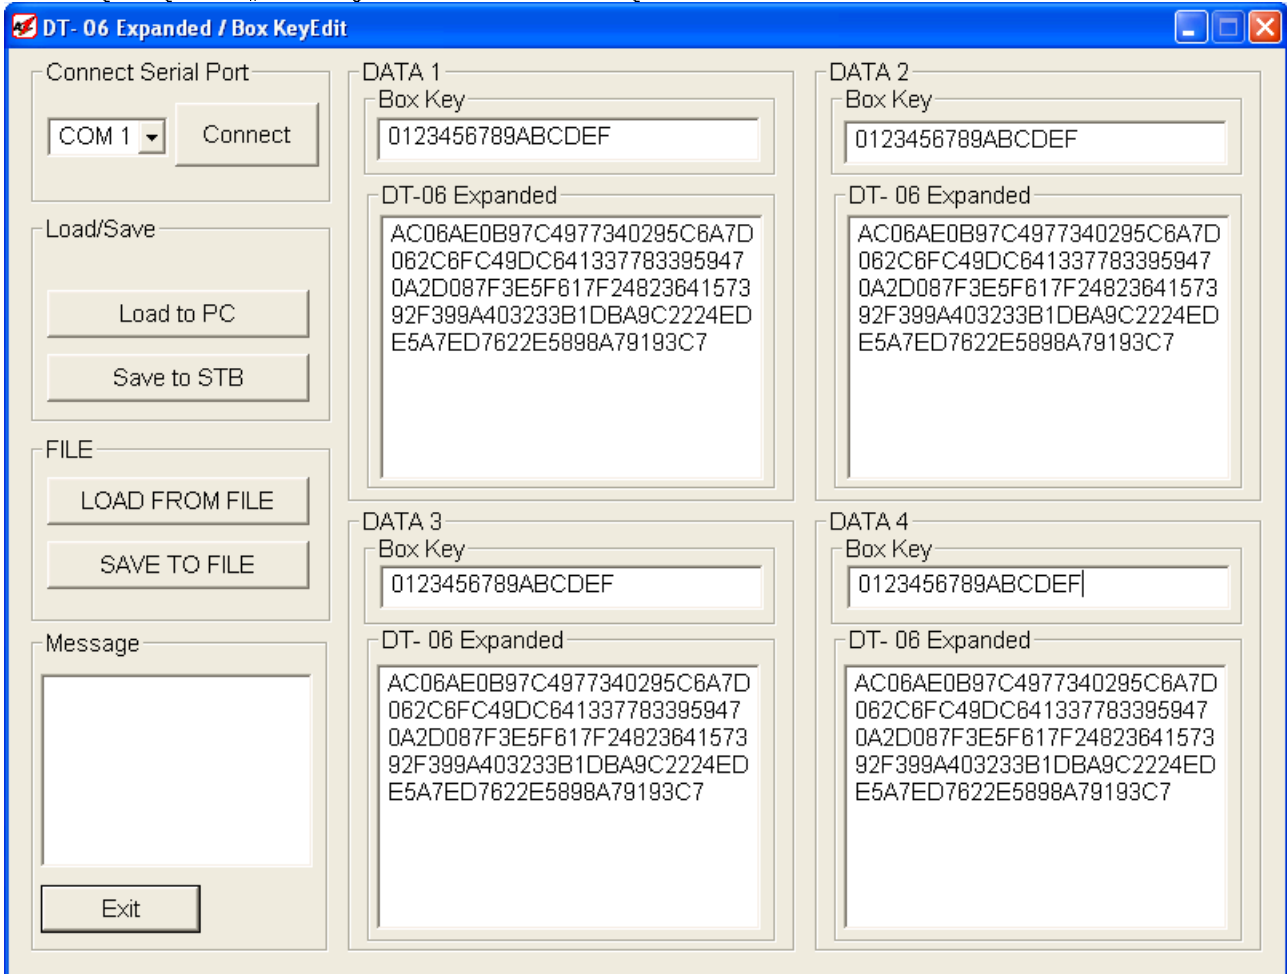 DT- 06 Expanded / Box KeyEdit
Connect Serial Port
COM 1
Connect
Load/Save
Load to PC
Save to STB
FILE
LOAD FROM FILE
SAVE TO FILE
Message
Exit
DATA 1
Box Key
0123456789ABCDEF
DT-06 Expanded
AC06AE0B97C4977340295C6A7D
062C6FC49DC641337783395947
0A2D087F3E5F617F24823641573
92F399A403233B1DBA9C2224ED
E5A7ED7622E5898A79193C7
DATA 2
Box Key
0123456789ABCDEF
DT- 06 Expanded
AC06AE0B97C4977340295C6A7D
062C6FC49DC641337783395947
0A2D087F3E5F617F24823641573
92F399A403233B1DBA9C2224ED
E5A7ED7622E5898A79193C7
DATA 3
Box Key
0123456789ABCDEF
DT- 06 Expanded
AC06AE0B97C4977340295C6A7D
062C6FC49DC641337783395947
0A2D087F3E5F617F24823641573
92F399A403233B1DBA9C2224ED
E5A7ED7622E5898A79193C7
DATA 4
Box Key
0123456789ABCDEF
DT- 06 Expanded
AC06AE0B97C4977340295C6A7D
062C6FC49DC641337783395947
0A2D087F3E5F617F24823641573
92F399A403233B1DBA9C2224ED
E5A7ED7622E5898A79193C7